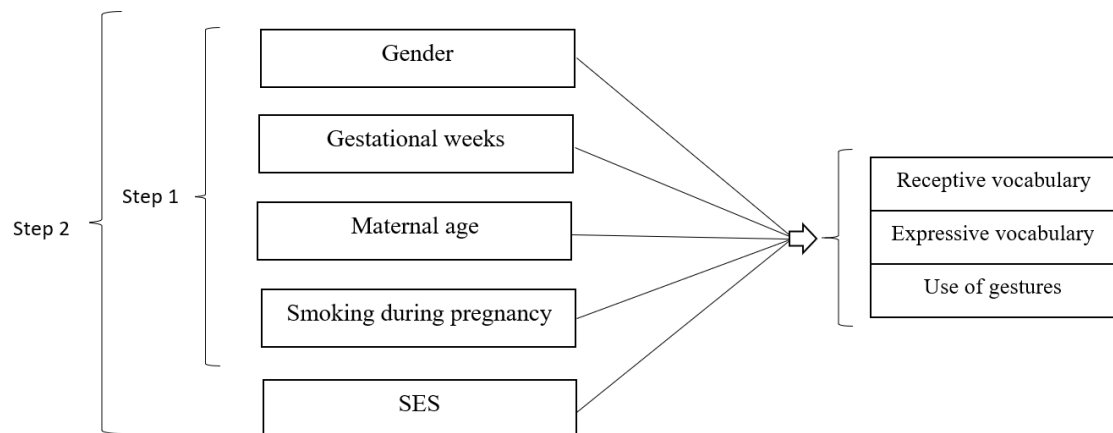 Step 2
Step 1
Gender
Gestational weeks
Maternal age
Smoking during pregnancy
SES
Receptive vocabulary
Expressive vocabulary
Use of gestures